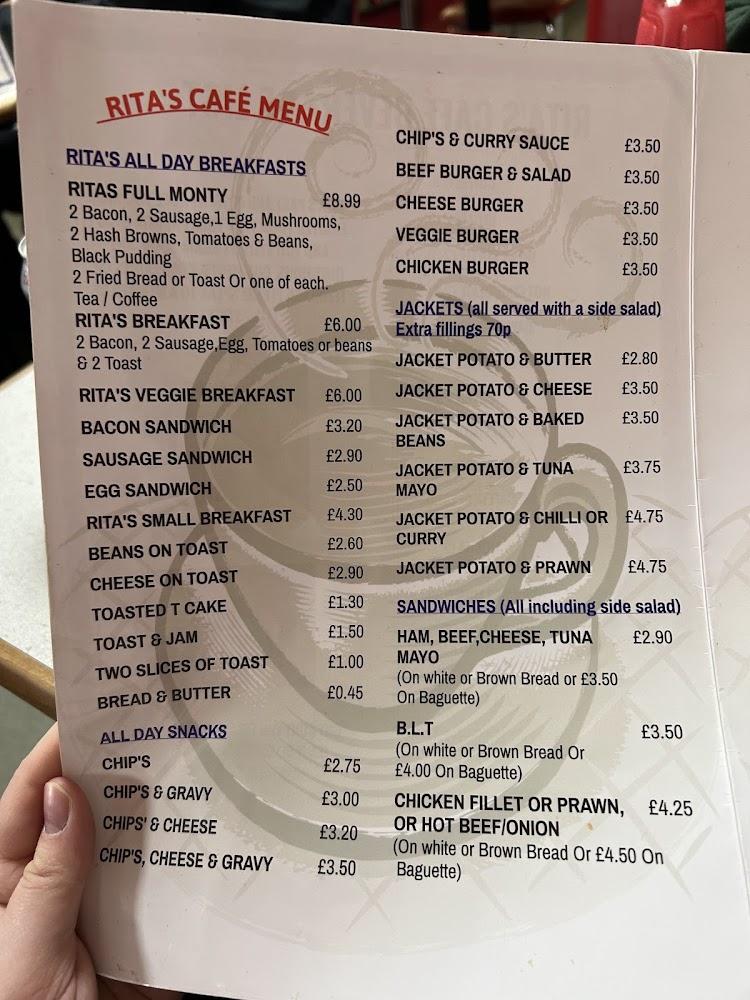 RITA'S CAFÉ MENU
RITA'S ALL DAY BREAKFASTS
RITAS FULL MONTY £8.99
2 Bacon, 2 Sausage,1 Egg, Mushrooms,
2 Hash Browns, Tomatoes & Beans,
Black Pudding
2 Fried Bread or Toast Or one of each.
Tea / Coffee
RITA'S BREAKFAST £6.00
2 Bacon, 2 Sausage,Egg, Tomatoes or beans
& 2 Toast
RITA'S VEGGIE BREAKFAST £6.00
BACON SANDWICH £3.20
SAUSAGE SANDWICH £2.90
EGG SANDWICH £2.50
RITA'S SMALL BREAKFAST £4.30
BEANS ON TOAST £2.60
CHEESE ON TOAST £2.90
TOASTED T CAKE £1.30
TOAST & JAM £1.50
TWO SLICES OF TOAST £1.00
BREAD & BUTTER £0.45
ALL DAY SNACKS
CHIP'S £2.75
CHIP'S & GRAVY £3.00
CHIPS' & CHEESE £3.20
CHIP'S, CHEESE & GRAVY £3.50
CHIP'S & CURRY SAUCE £3.50
BEEF BURGER & SALAD £3.50
CHEESE BURGER £3.50
VEGGIE BURGER £3.50
CHICKEN BURGER £3.50
JACKETS (all served with a side salad)
Extra fillings 70p
JACKET POTATO & BUTTER £2.80
JACKET POTATO & CHEESE £3.50
JACKET POTATO & BAKED £3.50
BEANS
JACKET POTATO & TUNA £3.75
MAYO
JACKET POTATO & CHILLI OR £4.75
CURRY
JACKET POTATO & PRAWN £4.75
SANDWICHES (All including side salad)
HAM, BEEF,CHEESE, TUNA £2.90
MAYO
(On white or Brown Bread or £3.50
On Baguette)
B.L.T £3.50
(On white or Brown Bread Or
£4.00 On Baguette)
CHICKEN FILLET OR PRAWN, £4.25
OR HOT BEEF/ONION
(On white or Brown Bread Or £4.50 On
Baguette)